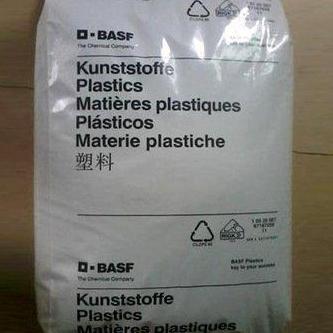 BASF
The Chemical Company
Kunststoffe
Plastics
Matières plastiques
Plásticos
Materie plastiche
塑料
BASF
The Chemical Company
BASF Plastics
key to your success
Kunststoffe
Plastics
Matières plastiques